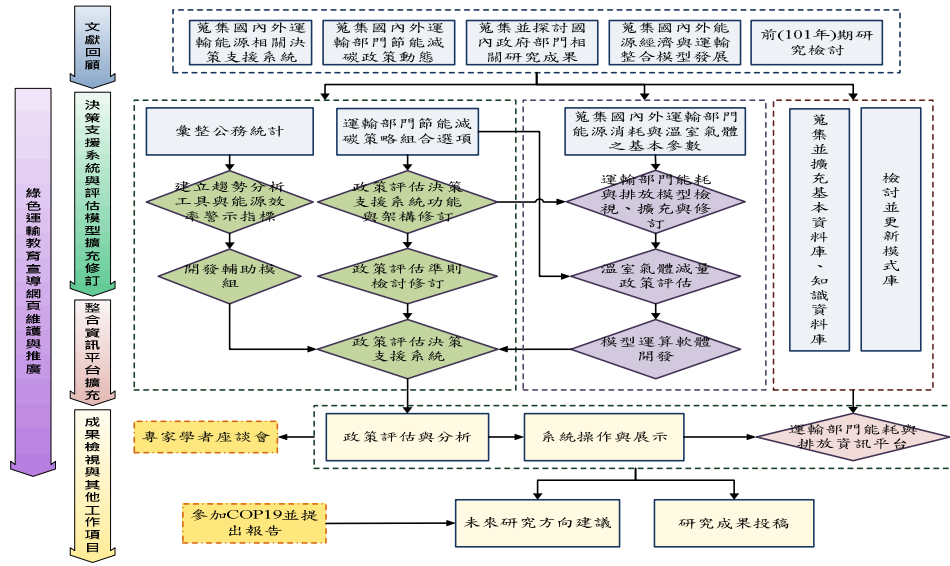 文獻回顧
蒐集國內外運
輸能源相關決
策支援系統
蒐集國內外運
輸部門節能減
碳政策動態
蒐集並探討國
內政府部門相
關研究成果
蒐集國內外能
源經濟與運輸
整合模型發展
前(101年)期研
究檢討
綠色運輸教育宣導網頁維護與推廣
決策支援系統與評估模型擴充修訂
彙整公務統計
運輸部門節能減
碳策略組合選項
蒐集國內外運輸部門
能源消耗與溫室氣體
之基本參數
建立趨勢分析
工具與能源效
率警示指標
政策評估決策
支援系統功能
與架構修訂
運輸部門能耗
與排放模型檢
視、擴充與修
訂
開發輔助模
組
政策評估準則
檢討修訂
溫室氣體減量
政策評估
政策評估決策
支援系統
模型運算軟體
開發
蒐集並擴充基本資料庫、知識資料庫
檢討並更新模式庫
整合資訊平台擴充
成果檢視與其他工作項目
專家學者座談會
政策評估與分析
系統操作與展示
運輸部門能耗與
排放資訊平台
參加COP19並提
出報告
未來研究方向建議
研究成果投稿